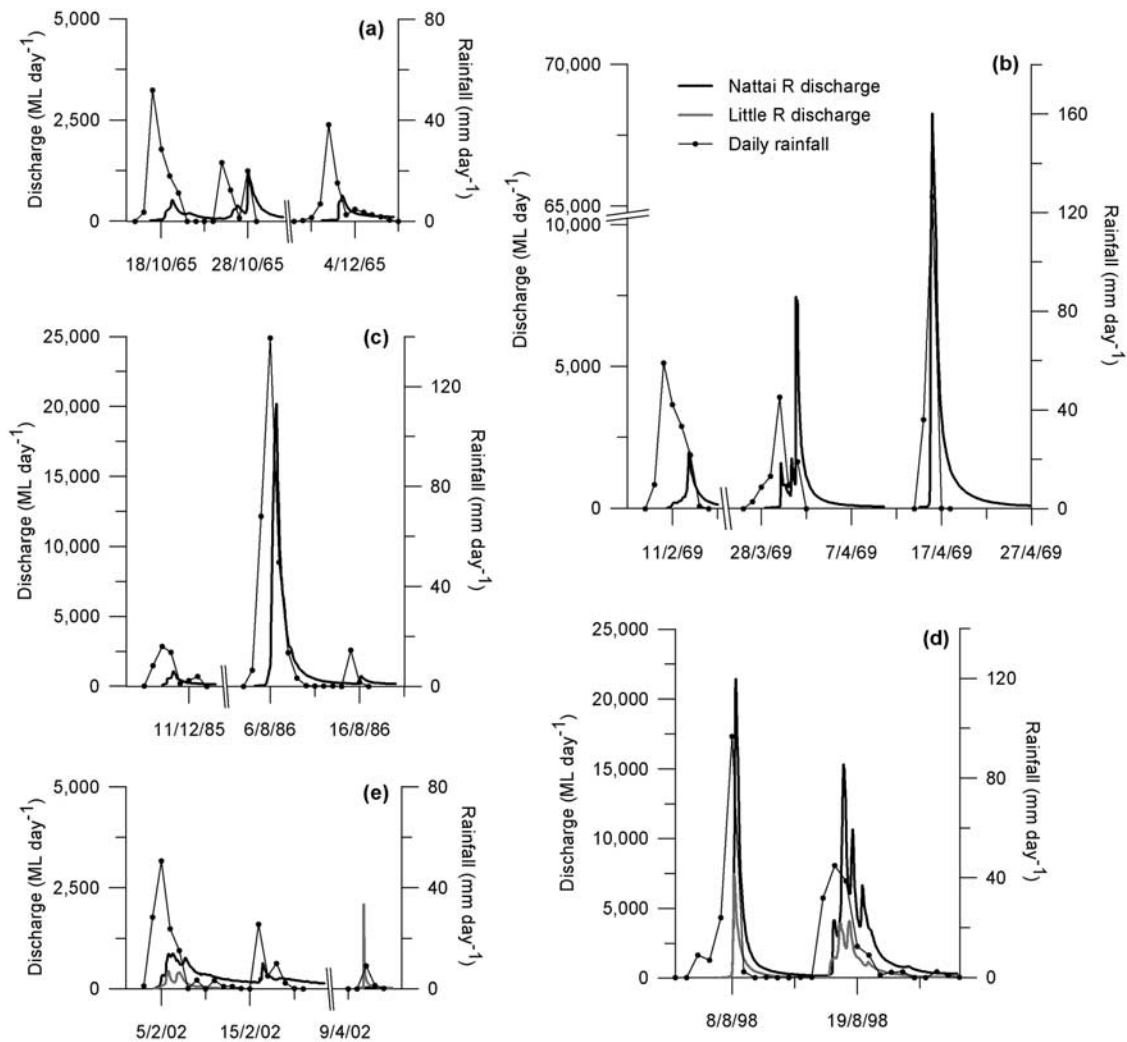 (a)
Discharge (ML day-1)
5,000
2,500
0
80
40
0
Rainfall (mm day-1)
18/10/65 28/10/65 4/12/65
(b)
Nattai R discharge
Little R discharge
Daily rainfall
Discharge (ML day-1)
70,000
65,000
10,000
5,000
0
160
120
80
40
0
Rainfall (mm day-1)
11/2/69 28/3/69 7/4/69 17/4/69 27/4/69
(c)
Discharge (ML day-1)
25,000
20,000
15,000
10,000
5,000
0
120
80
40
0
Rainfall (mm day-1)
11/12/85 6/8/86 16/8/86
(d)
Discharge (ML day-1)
25,000
20,000
15,000
10,000
5,000
0
120
80
40
0
Rainfall (mm day-1)
8/8/98 19/8/98
(e)
Discharge (ML day-1)
5,000
2,500
0
80
40
0
Rainfall (mm day-1)
5/2/02 15/2/02 9/4/02